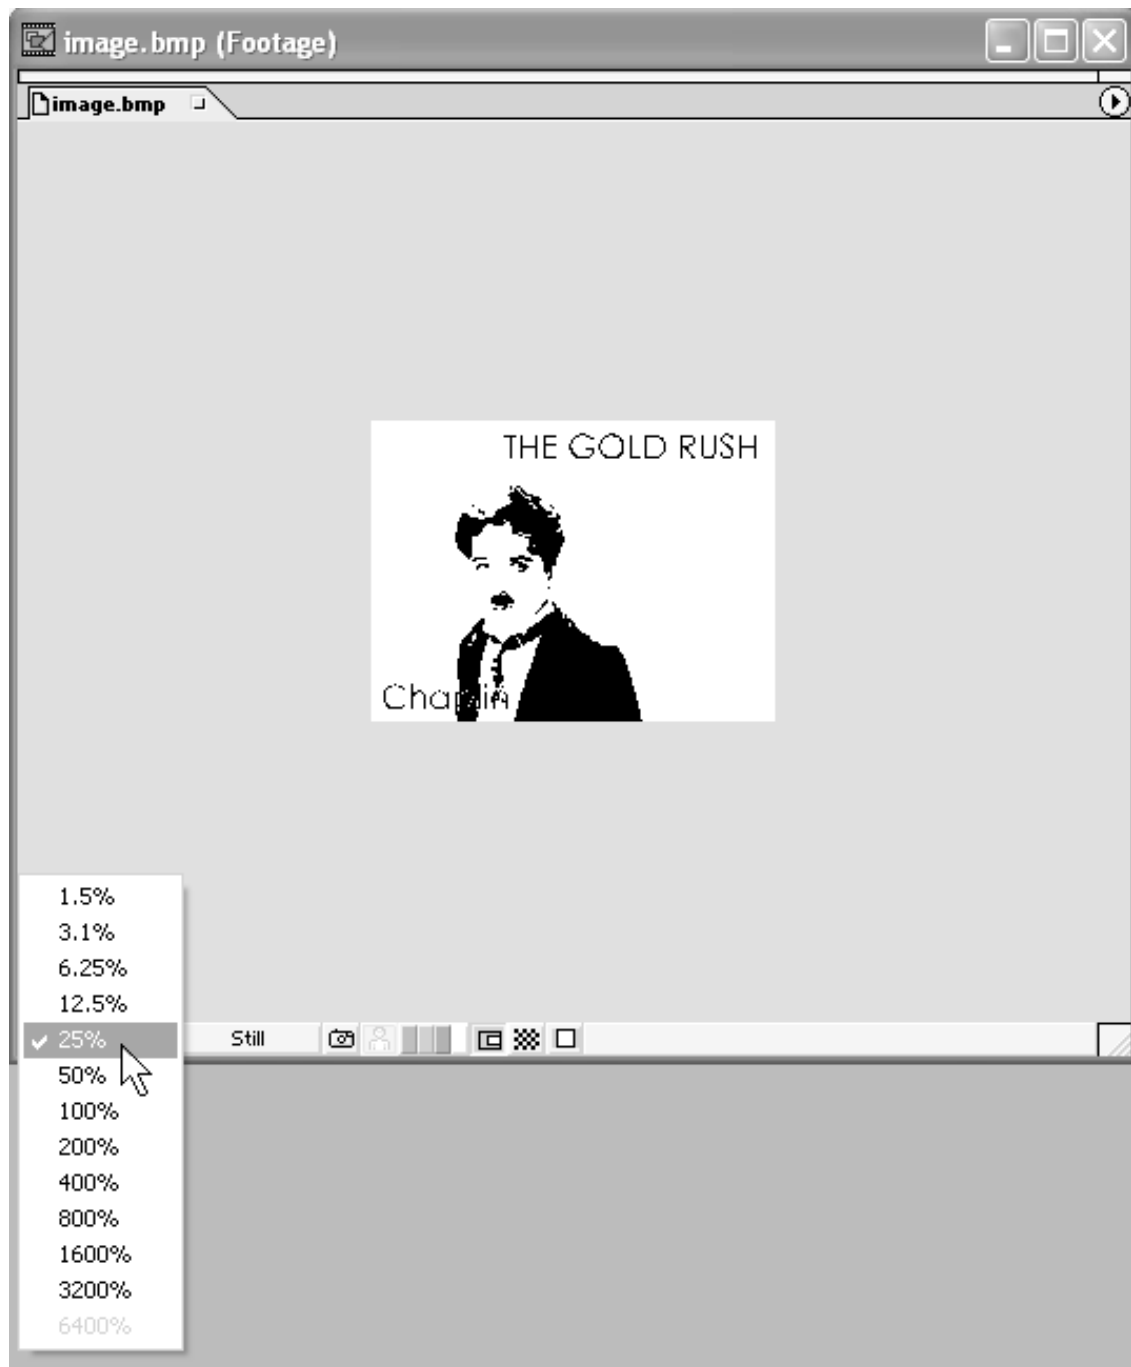 image.bmp (Footage)
image.bmp
THE GOLD RUSH
Chaplin
1.5%
3.1%
6.25%
12.5%
25%
Still
50%
100%
200%
400%
800%
1600%
3200%
6400%